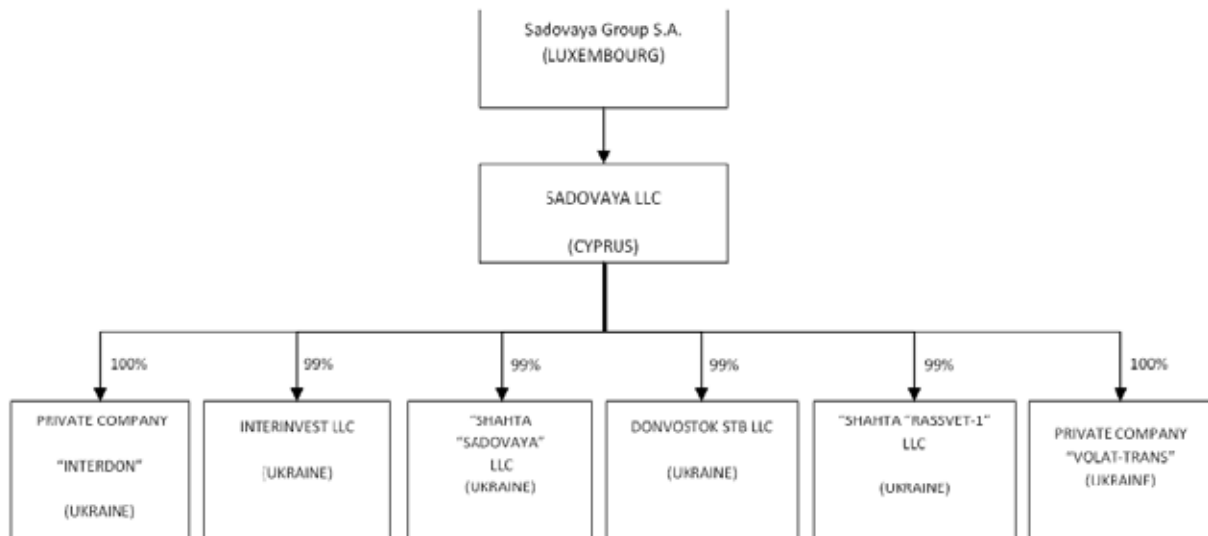 Sadovaya Group S.A.
(LUXEMBOURG)
SADOVAYA LLC
(CYPRUS)
100%
99%
99%
99%
99%
100%
PRIVATE COMPANY
"INTERDON"
(UKRAINE)
INTERINVEST LLC
(UKRAINE)
"SHAHTA
"SADOVAYA"
LLC
(UKRAINE)
DONVOSTOK STB LLC
(UKRAINE)
"SHAHTA "RASSVET-1"
LLC
(UKRAINE)
PRIVATE COMPANY
"VOLAT-TRANS"
(UKRAINE)